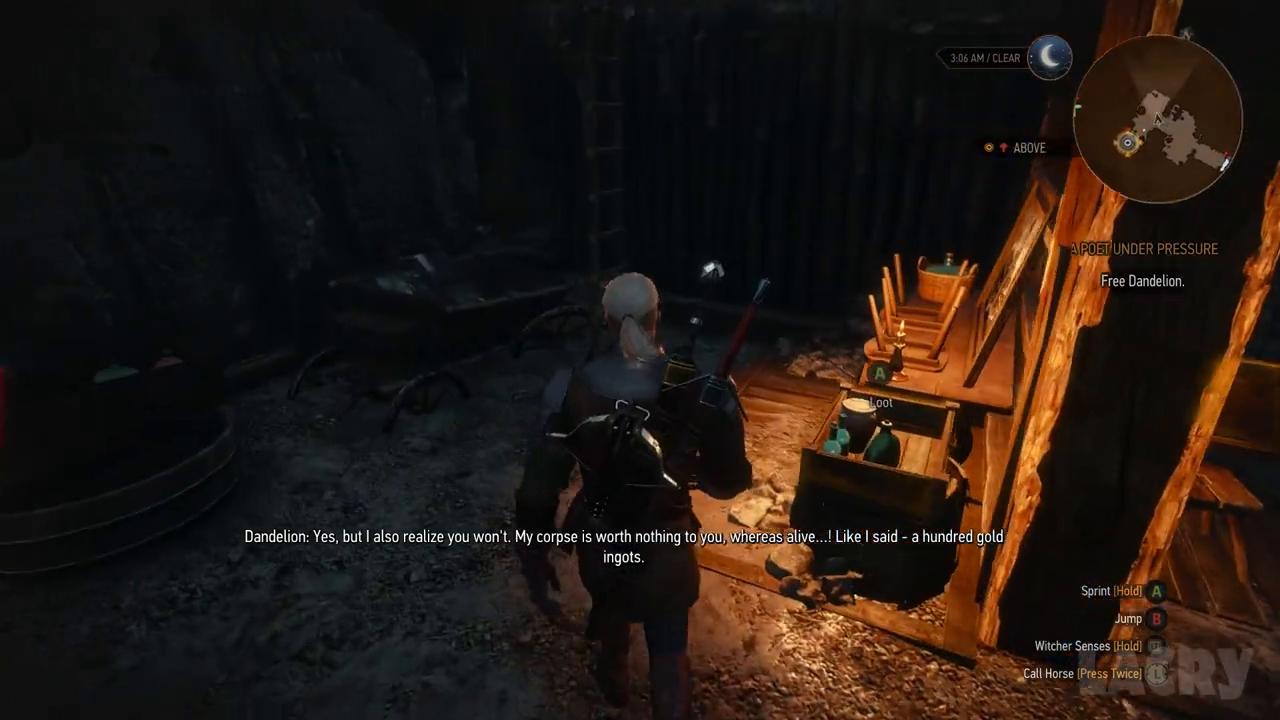 3:06 AM / CLEAR
ABOVE
A POET UNDER PRESSURE
Free Dandelion.
A
Loot
Dandelion: Yes, but I also realize you won't. My corpse is worth nothing to you, whereas alive...! Like I said - a hundred gold
ingots.
Sprint [Hold] A
Jump B
Witcher Senses [Hold]
Call Horse [Press Twice] L